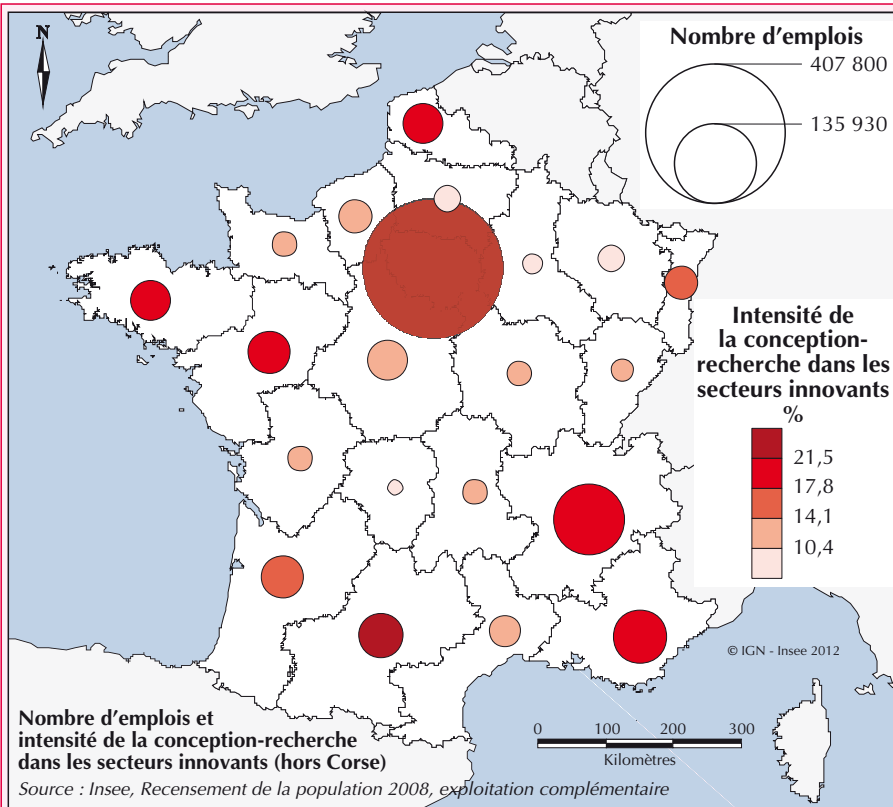 N
Nombre d'emplois
407 800
135 930
Intensité de
la conception-
recherche dans les
secteurs innovants
%
21,5
17,8
14,1
10,4
© IGN - Insee 2012
0 100 200 300
Kilomètres
Nombre d'emplois et
intensité de la conception-recherche
dans les secteurs innovants (hors Corse)
Source : Insee, Recensement de la population 2008, exploitation complémentaire